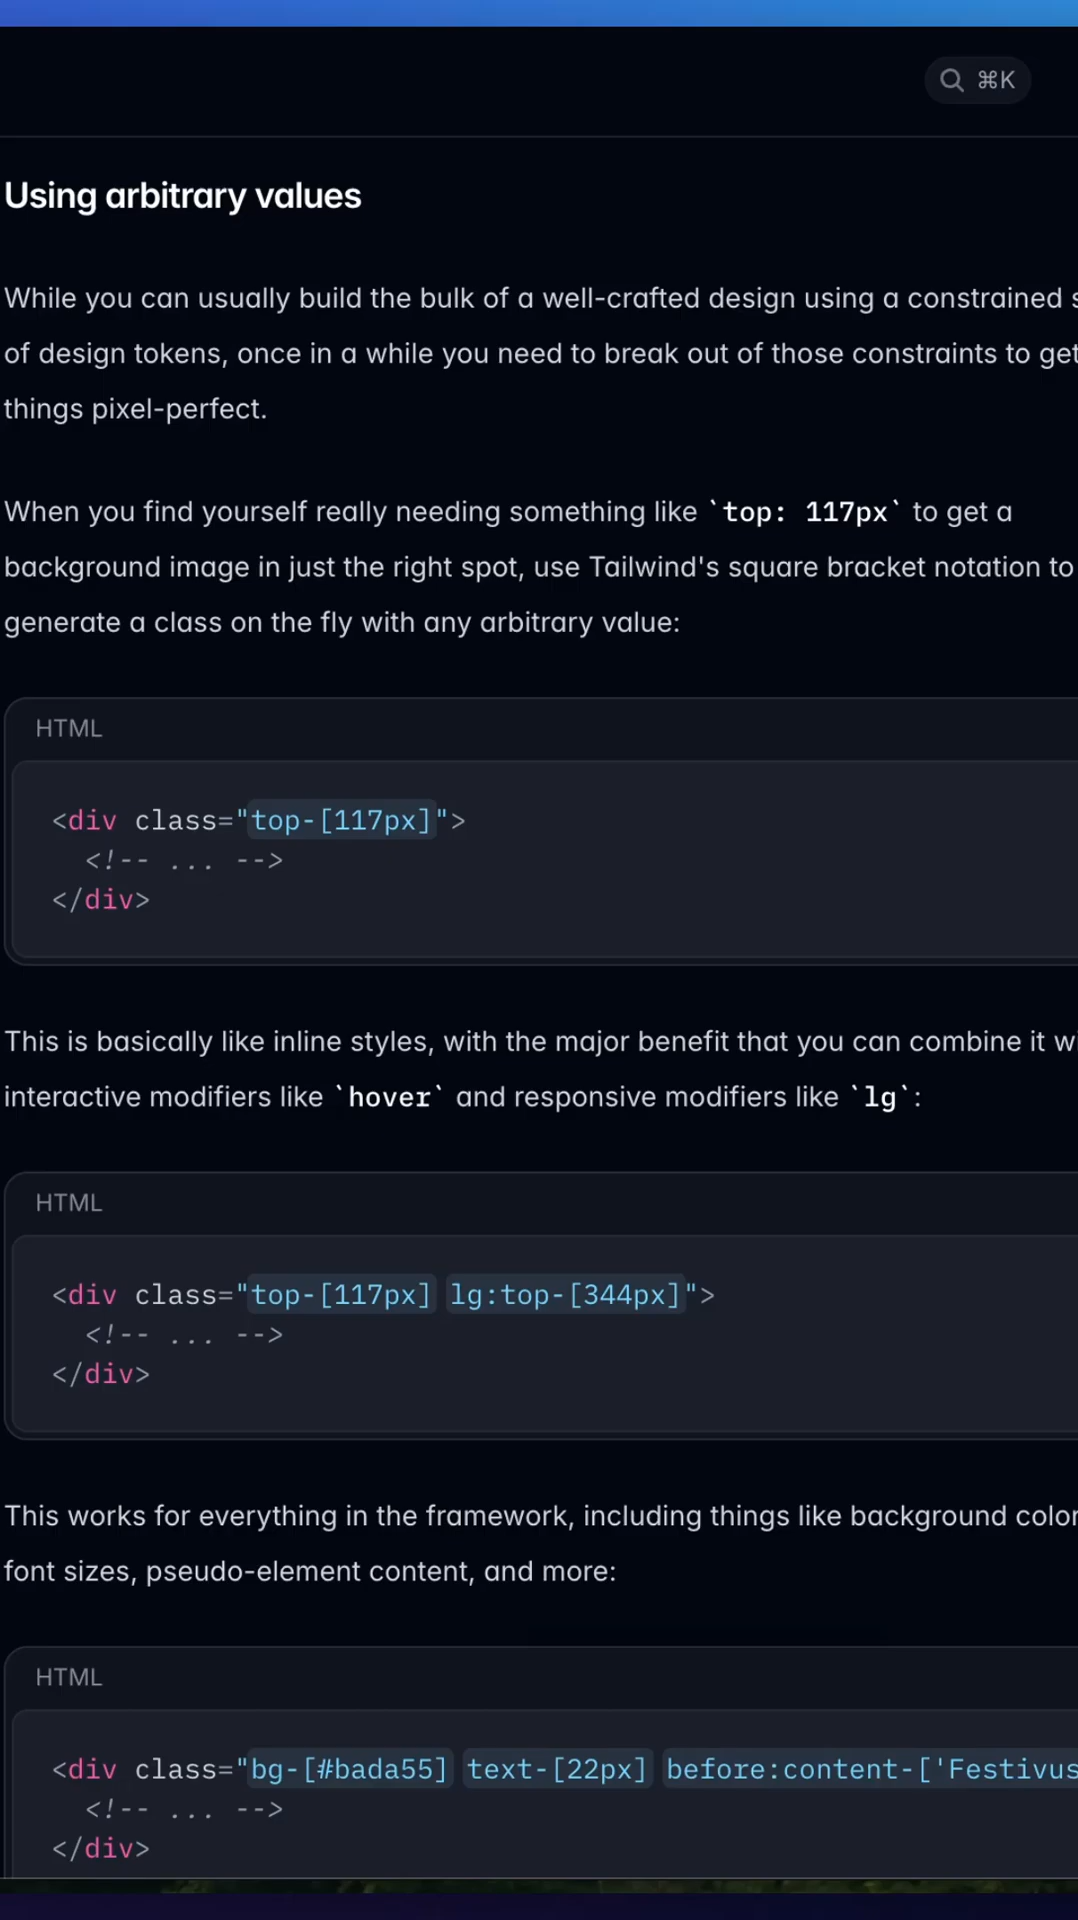 ⌘K
Using arbitrary values
While you can usually build the bulk of a well-crafted design using a constrained
of design tokens, once in a while you need to break out of those constraints to get
things pixel-perfect.
When you find yourself really needing something like `top: 117px` to get a
background image in just the right spot, use Tailwind's square bracket notation to
generate a class on the fly with any arbitrary value:
HTML
<div class="top-[117px]">
<!-- ... -->
</div>
This is basically like inline styles, with the major benefit that you can combine it
interactive modifiers like `hover` and responsive modifiers like `lg`:
HTML
<div class="top-[117px] lg:top-[344px]">
<!-- ... -->
</div>
This works for everything in the framework, including things like background color
font sizes, pseudo-element content, and more:
HTML
<div class="bg-[#bada55] text-[22px] before:content-['Festivus
<!-- ... -->
</div>